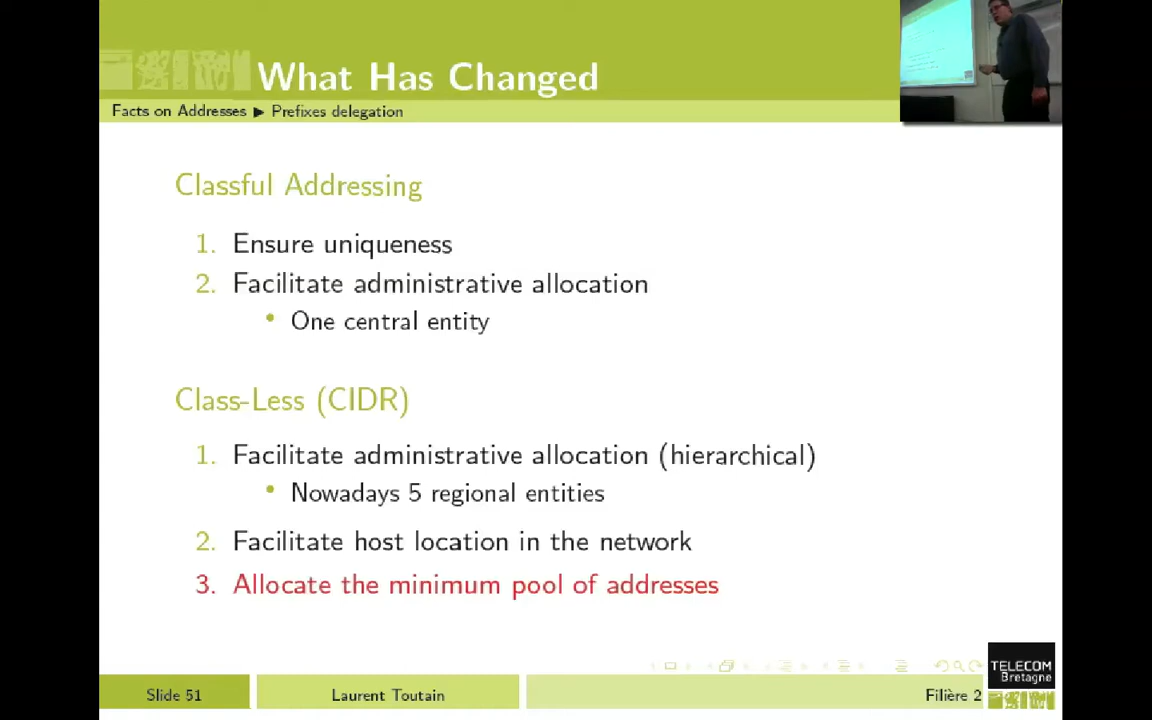 What Has Changed
Facts on Addresses ▶ Prefixes delegation
Classful Addressing
1. Ensure uniqueness
2. Facilitate administrative allocation
• One central entity
Class-Less (CIDR)
1. Facilitate administrative allocation (hierarchical)
• Nowadays 5 regional entities
2. Facilitate host location in the network
3. Allocate the minimum pool of addresses
TELECOM
Bretagne
Slide 51
Laurent Toutain
Filière 2